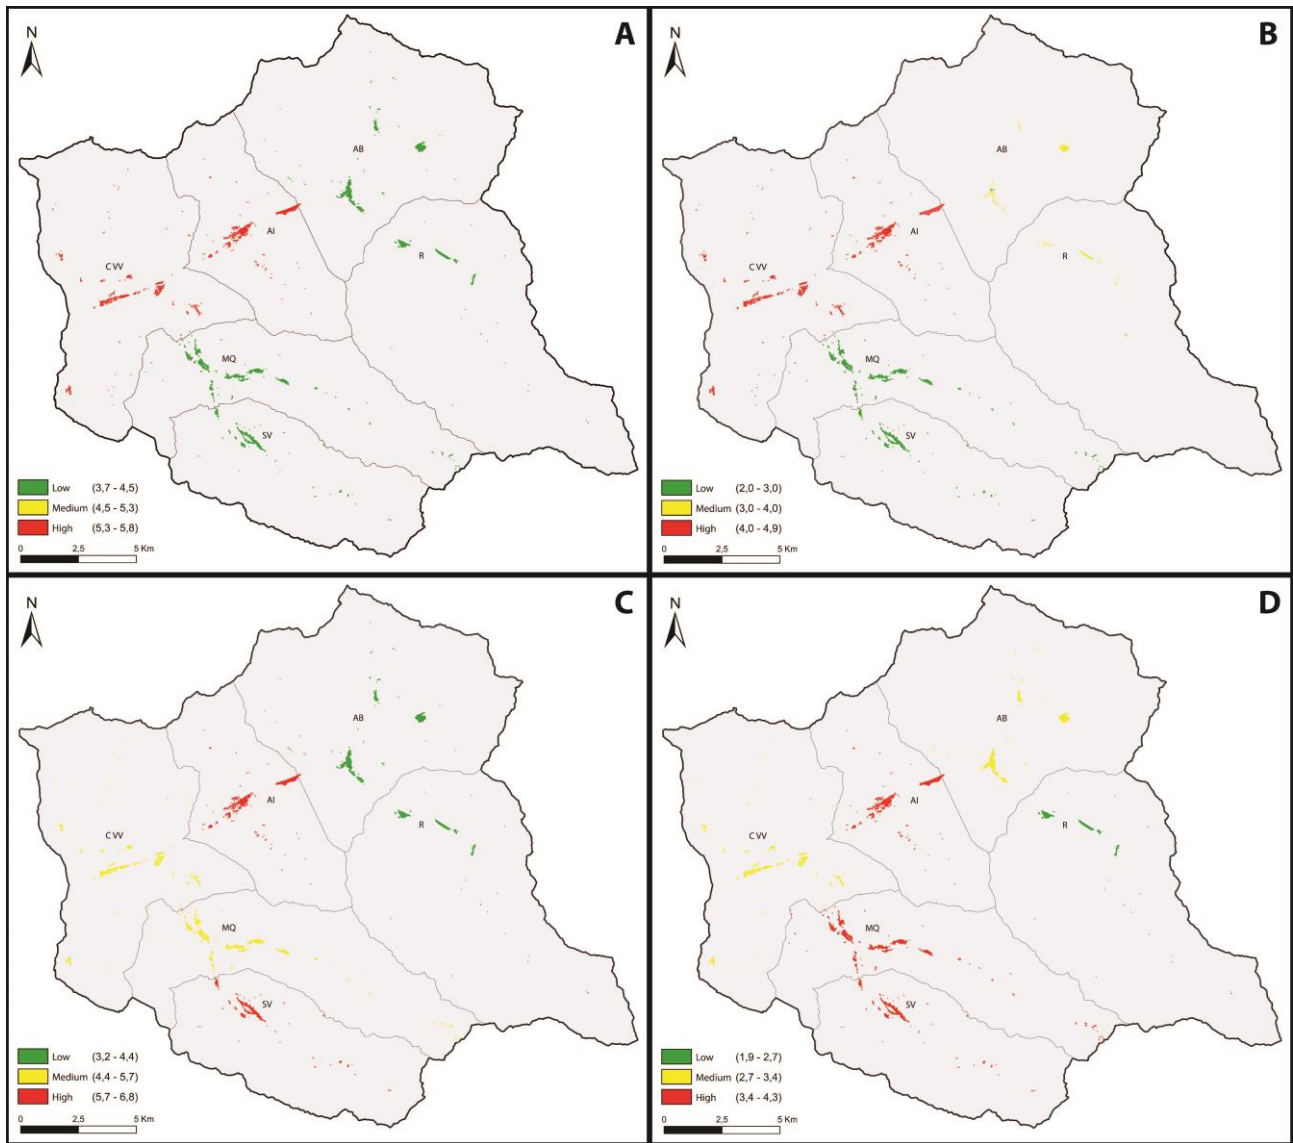 N
A
AB
AI
R
C VV
MQ
SV
Low (3,7 - 4,5)
Medium (4,5 - 5,3)
High (5,3 - 5,8)
0 2,5 5 Km
N
B
AB
AI
R
C VV
MQ
SV
Low (2,0 - 3,0)
Medium (3,0 - 4,0)
High (4,0 - 4,9)
0 2,5 5 Km
N
C
AB
AI
R
C VV
MQ
SV
Low (3,2 - 4,4)
Medium (4,4 - 5,7)
High (5,7 - 6,8)
0 2,5 5 Km
N
D
AB
AI
R
C VV
MQ
SV
Low (1,9 - 2,7)
Medium (2,7 - 3,4)
High (3,4 - 4,3)
0 2,5 5 Km